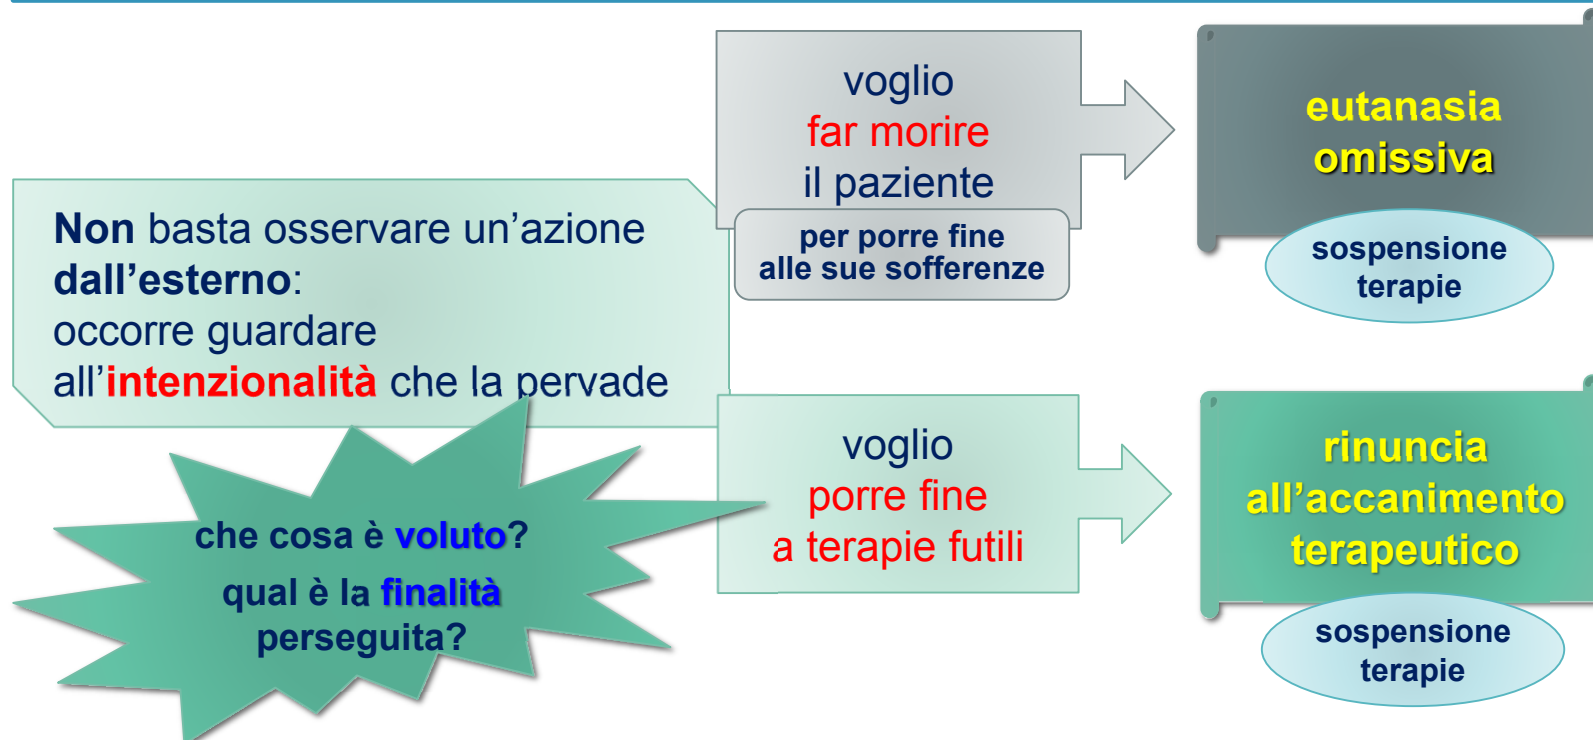 Non basta osservare un’azione
dall’esterno:
occorre guardare
all’intenzionalità che la pervade
che cosa è voluto?
qual è la finalità
perseguita?
voglio
far morire
il paziente
per porre fine
alle sue sofferenze
eutanasia
omissiva
sospensione
terapie
voglio
porre fine
a terapie futili
rinuncia
all’accanimento
terapeutico
sospensione
terapie